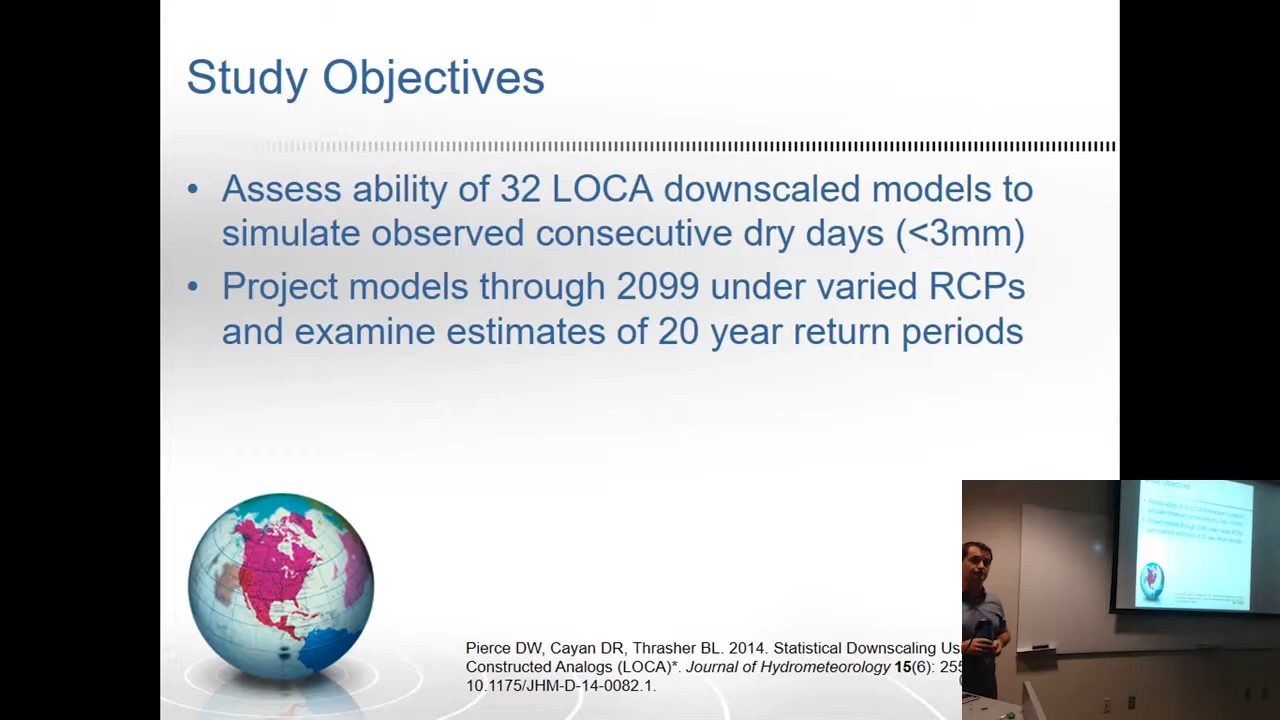 Study Objectives
• Assess ability of 32 LOCA downscaled models to
simulate observed consecutive dry days (<3mm)
• Project models through 2099 under varied RCPs
and examine estimates of 20 year return periods
Pierce DW, Cayan DR, Thrasher BL. 2014. Statistical Downscaling
Constructed Analogs (LOCA)*. Journal of Hydrometeorology 15(6):
10.1175/JHM-D-14-0082.1.